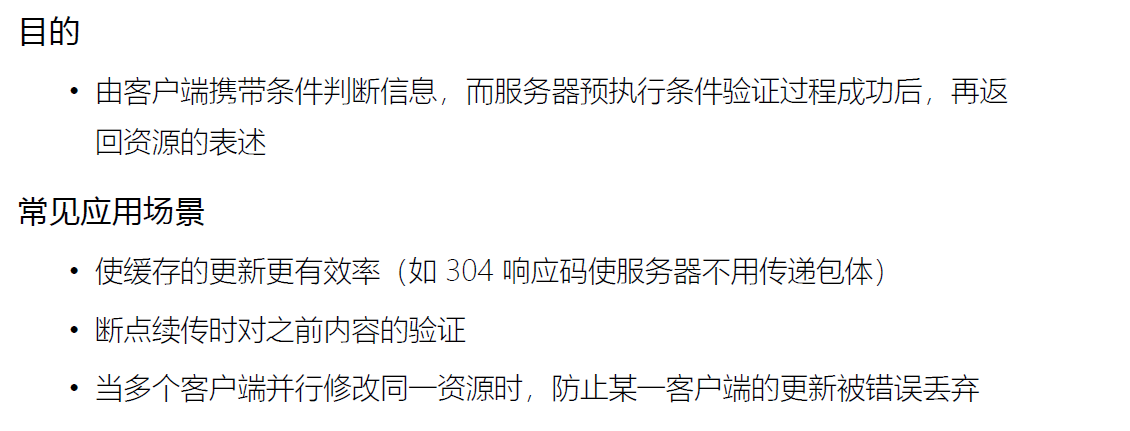 目的
• 由客户端携带条件判断信息，而服务器预执行条件验证过程成功后，再返
回资源的表述
常见应用场景
• 使缓存的更新更有效率（如 304 响应码使服务器不用传递包体）
• 断点续传时对之前内容的验证
• 当多个客户端并行修改同一资源时，防止某一客户端的更新被错误丢弃